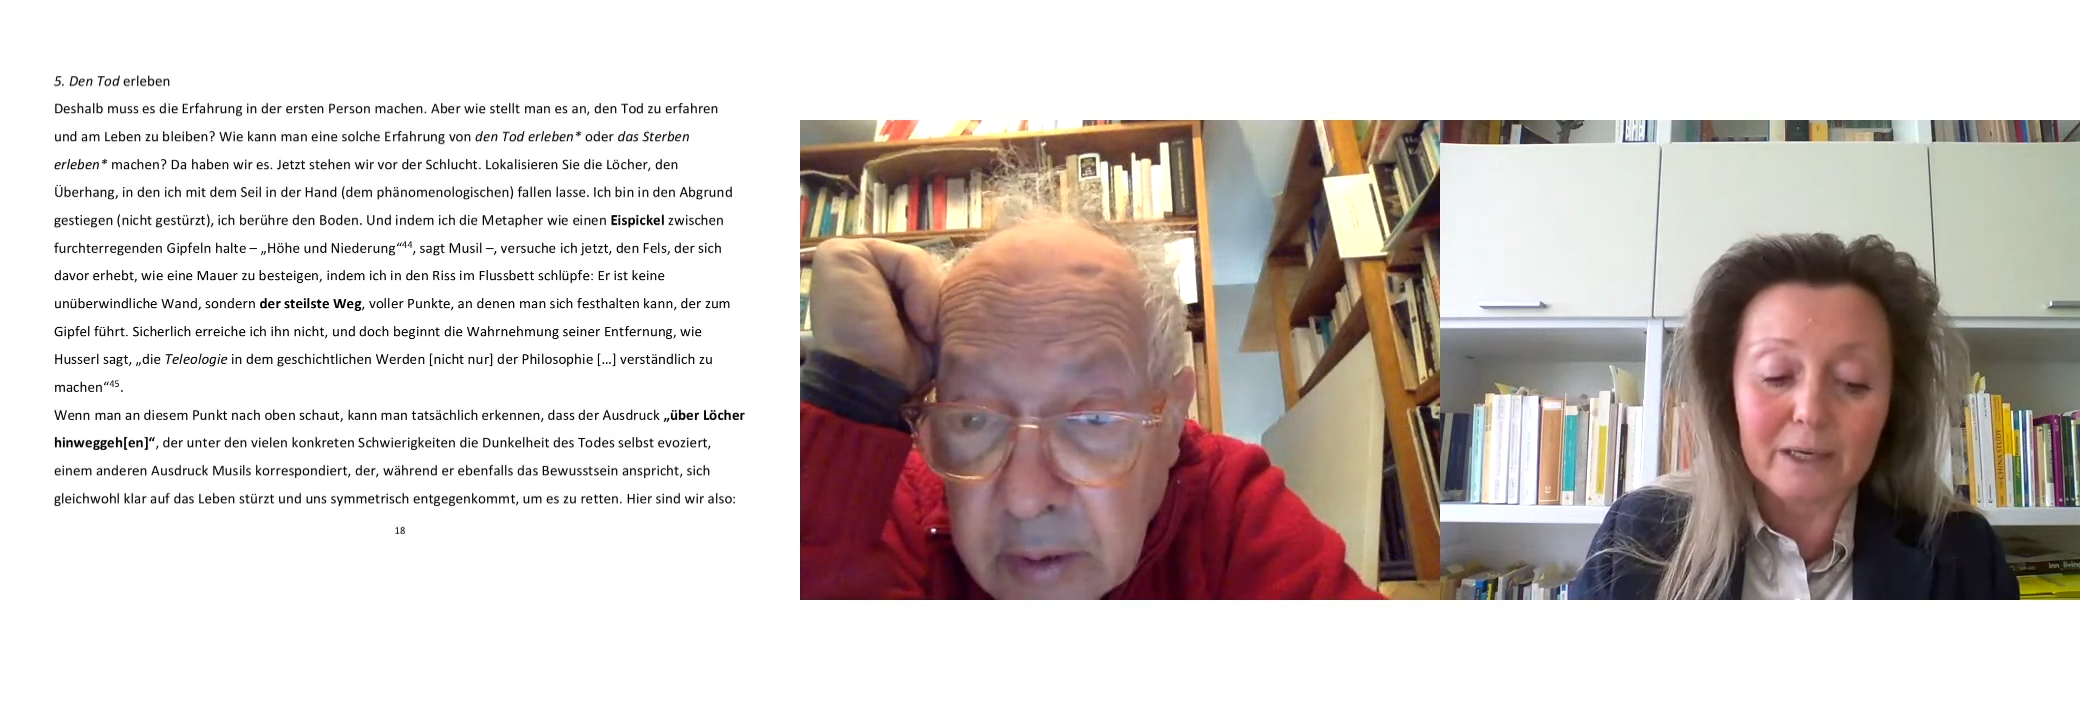 5. Den Tod erleben
Deshalb muss es die Erfahrung in der ersten Person machen. Aber wie stellt man es an, den Tod zu erfahren
und am Leben zu bleiben? Wie kann man eine solche Erfahrung von den Tod erleben* oder das Sterben
erleben* machen? Da haben wir es. Jetzt stehen wir vor der Schlucht. Lokalisieren Sie die Löcher, den
Überhang, in den ich mit dem Seil in der Hand (dem phänomenologischen) fallen lasse. Ich bin in den Abgrund
gestiegen (nicht gestürzt), ich berühre den Boden. Und indem ich die Metapher wie einen Eispickel zwischen
furchterregenden Gipfeln halte – „Höhe und Niederung“44, sagt Musil –, versuche ich jetzt, den Fels, der sich
davor erhebt, wie eine Mauer zu besteigen, indem ich in den Riss im Flussbett schlüpfe: Er ist keine
unüberwindliche Wand, sondern der steilste Weg, voller Punkte, an denen man sich festhalten kann, der zum
Gipfel führt. Sicherlich erreiche ich ihn nicht, und doch beginnt die Wahrnehmung seiner Entfernung, wie
Husserl sagt, „die Teleologie in dem geschichtlichen Werden [nicht nur] der Philosophie [...] verständlich zu
machen“45.
Wenn man an diesem Punkt nach oben schaut, kann man tatsächlich erkennen, dass der Ausdruck „über Löcher
hinweggeh[en]“, der unter den vielen konkreten Schwierigkeiten die Dunkelheit des Todes selbst evoziert,
einem anderen Ausdruck Musils korrespondiert, der, während er ebenfalls das Bewusstsein anspricht, sich
gleichwohl klar auf das Leben stürzt und uns symmetrisch entgegenkommt, um es zu retten. Hier sind wir also:
18
CHINA STUDY
inn_living